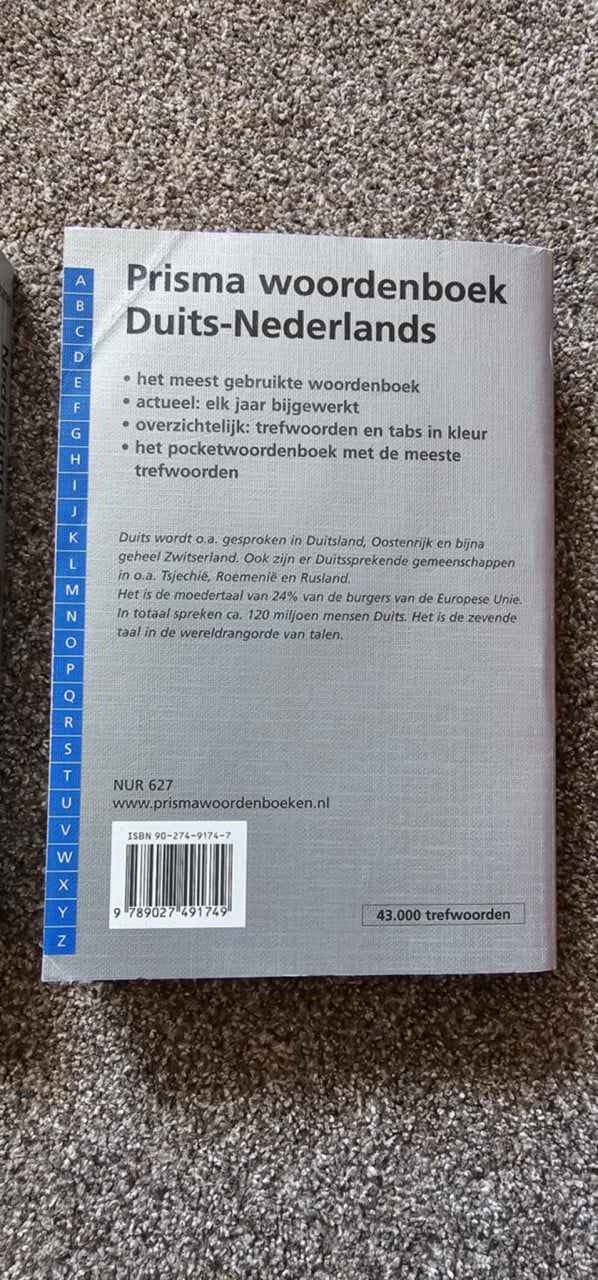 A
B
C
D
E
F
G
H
I
J
K
L
M
N
O
P
Q
R
S
T
U
V
W
X
Y
Z
Prisma woordenboek
Duits-Nederlands
• het meest gebruikte woordenboek
• actueel: elk jaar bijgewerkt
• overzichtelijk: trefwoorden en tabs in kleur
• het pocketwoordenboek met de meeste
trefwoorden
Duits wordt o.a. gesproken in Duitsland, Oostenrijk en bijna
geheel Zwitserland. Ook zijn er Duitssprekende gemeenschappen
in o.a. Tsjechië, Roemenië en Rusland.
Het is de moedertaal van 24% van de burgers van de Europese Unie.
In totaal spreken ca. 120 miljoen mensen Duits. Het is de zevende
taal in de wereldrangorde van talen.
NUR 627
www.prismawoordenboeken.nl
ISBN 90-274-9174-7
9 789027 491749
43.000 trefwoorden